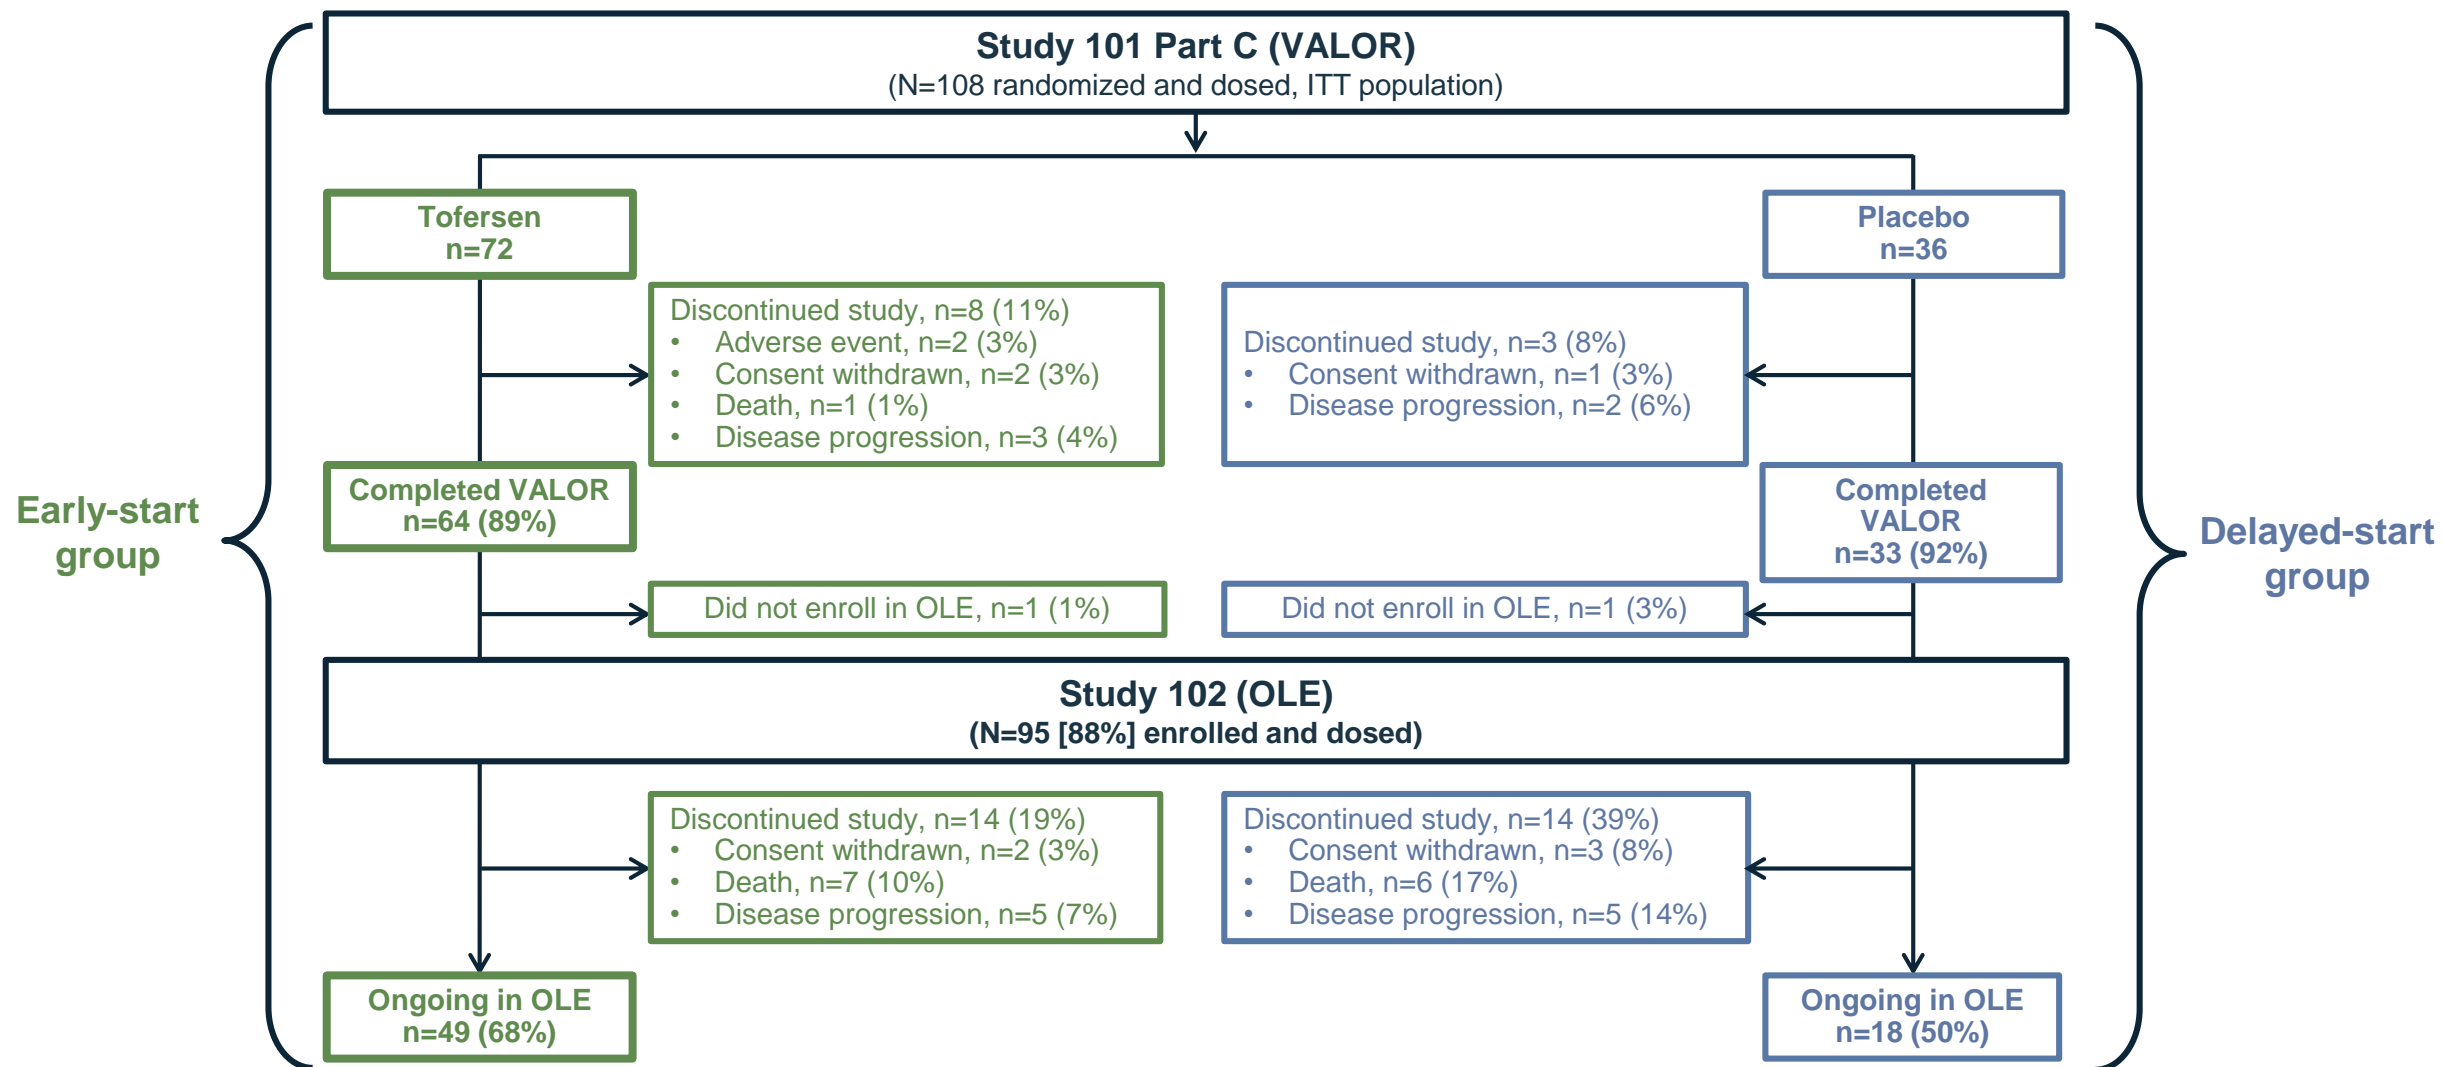 Study 101 Part C (VALOR)
(N=108 randomized and dosed, ITT population)
Tofersen
n=72
Placebo
n=36
Discontinued study, n=8 (11%)
• Adverse event, n=2 (3%)
• Consent withdrawn, n=2 (3%)
• Death, n=1 (1%)
• Disease progression, n=3 (4%)
Discontinued study, n=3 (8%)
• Consent withdrawn, n=1 (3%)
• Disease progression, n=2 (6%)
Early-start
group
Completed VALOR
n=64 (89%)
Completed
VALOR
n=33 (92%)
Delayed-start
group
Did not enroll in OLE, n=1 (1%)
Did not enroll in OLE, n=1 (3%)
Study 102 (OLE)
(N=95 [88%] enrolled and dosed)
Discontinued study, n=14 (19%)
• Consent withdrawn, n=2 (3%)
• Death, n=7 (10%)
• Disease progression, n=5 (7%)
Discontinued study, n=14 (39%)
• Consent withdrawn, n=3 (8%)
• Death, n=6 (17%)
• Disease progression, n=5 (14%)
Ongoing in OLE
n=49 (68%)
Ongoing in OLE
n=18 (50%)